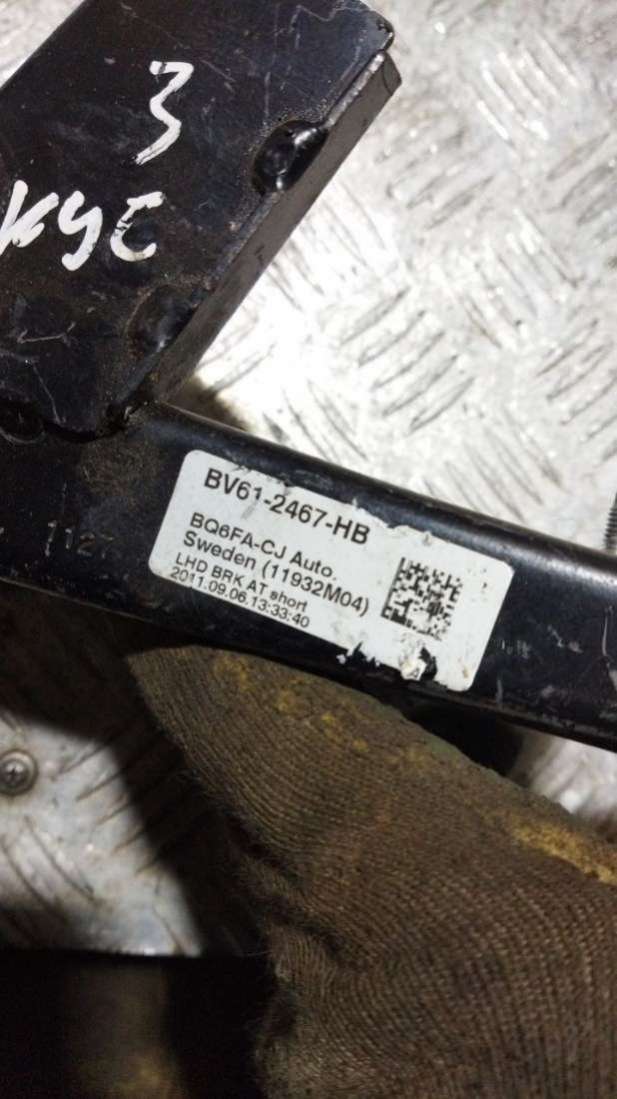 3
кус
BV61-2467-HB
BQ6FA-CJ Auto.
Sweden (11932M04)
LHD BRK AT short
2011.09.06.13:33:40
1127